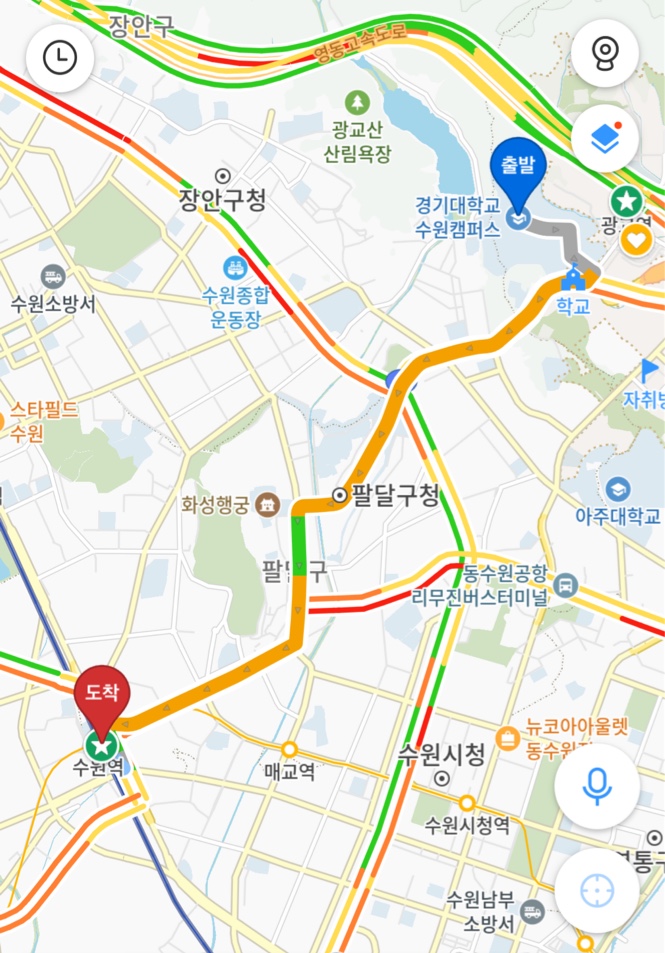 장안구
영동고속도로
광교산
산림욕장
출발
장안구청
경기대학교
수원캠퍼스
수원소방서
수원종합
운동장
학교
스타필드
수원
화성행궁
팔달구청
아주대학교
동수원공항
리무진버스터미널
도착
수원역
매교역
수원시청
뉴코아아울렛
수원시청역
수원남부
소방서